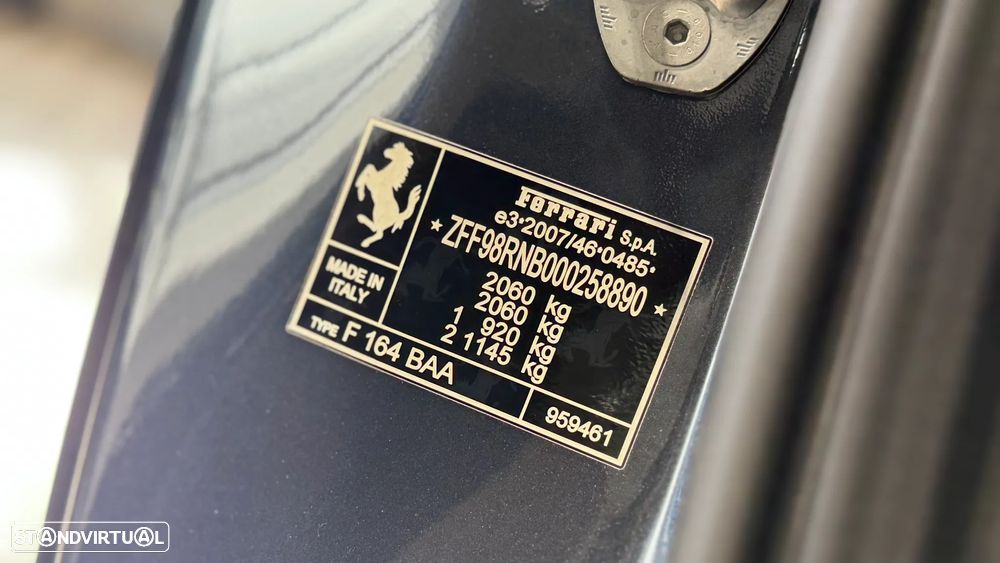 Ferrari S.p.A.
e3*2007/46*0485*
* ZFF98RNB000258890 *
2060 kg
2060 kg
1 920 kg
2 1145 kg
MADE IN
ITALY
TYPE F 164 BAA
959461
STANDVIRTUAL